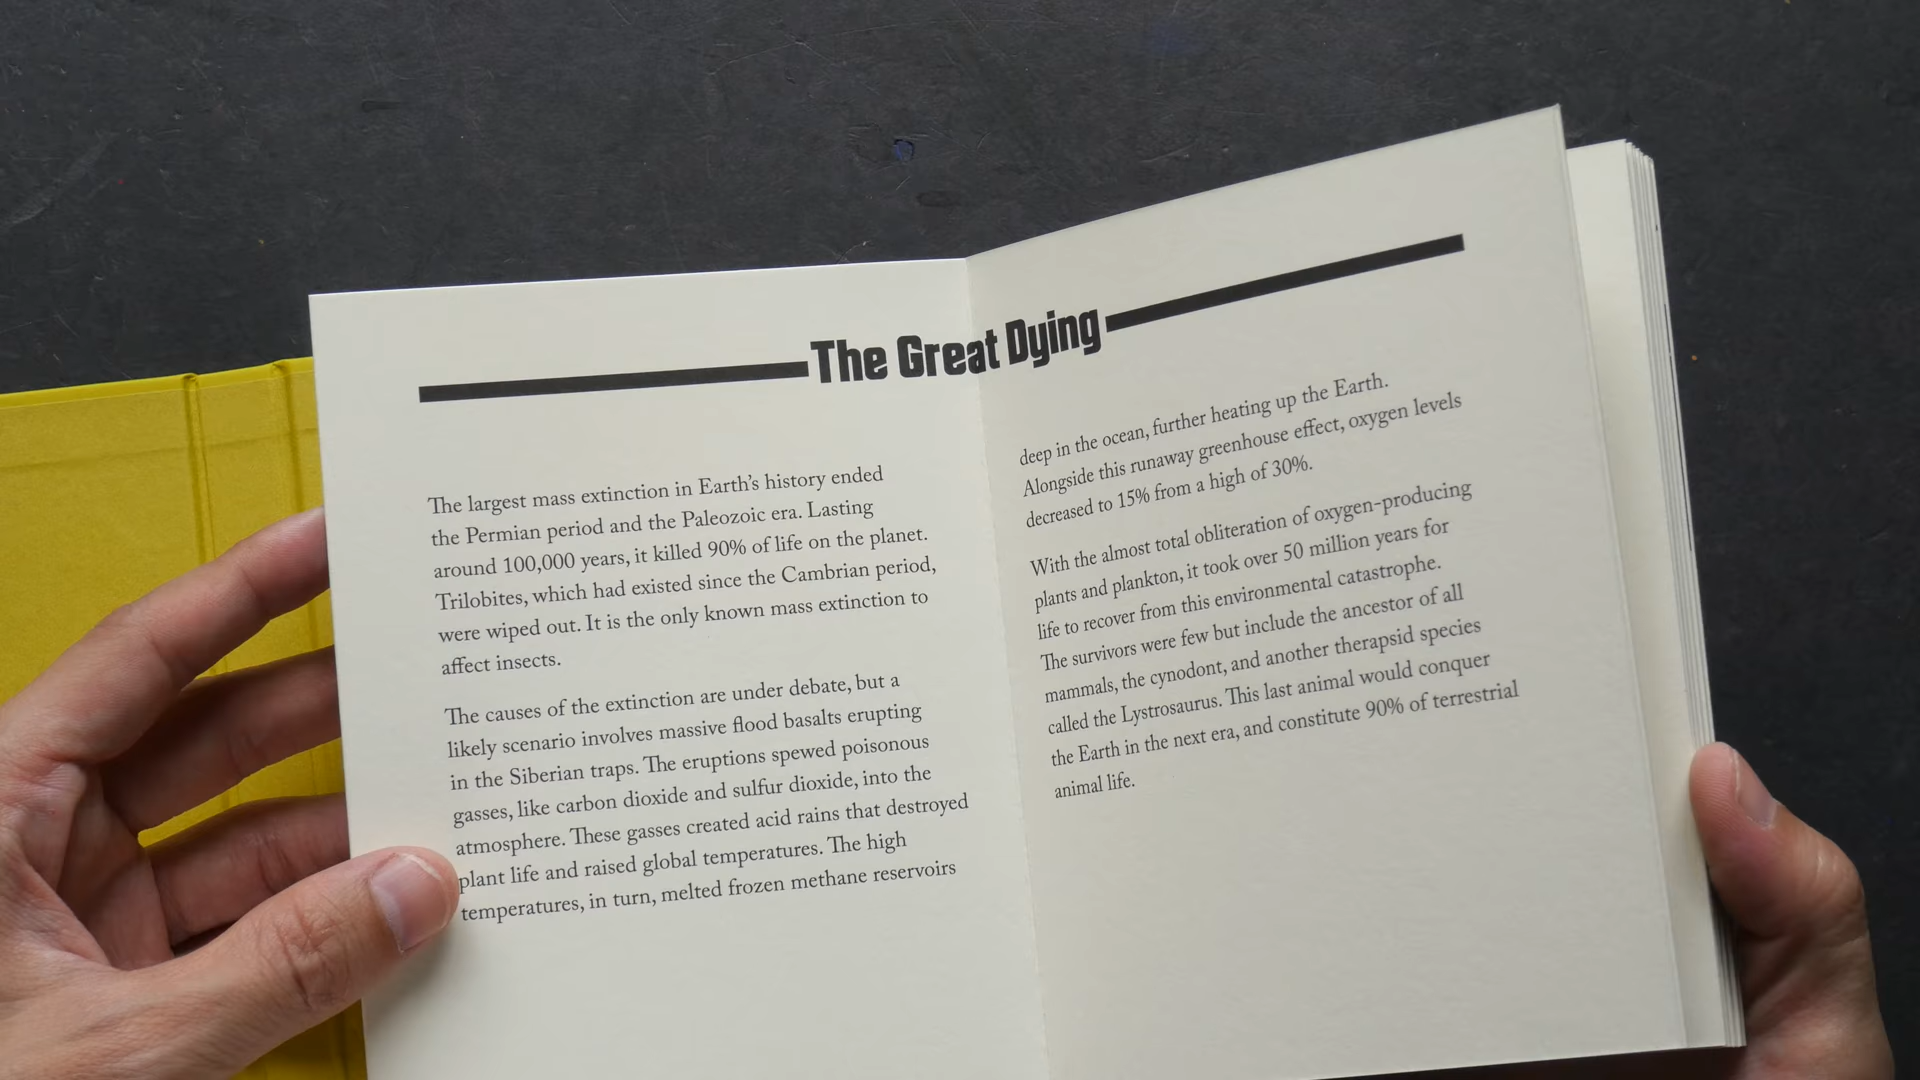 The Great Dying
The largest mass extinction in Earth's history ended
the Permian period and the Paleozoic era. Lasting
around 100,000 years, it killed 90% of life on the planet.
Trilobites, which had existed since the Cambrian period,
were wiped out. It is the only known mass extinction to
affect insects.
The causes of the extinction are under debate, but a
likely scenario involves massive flood basalts erupting
in the Siberian traps. The eruptions spewed poisonous
gasses, like carbon dioxide and sulfur dioxide, into the
atmosphere. These gasses created acid rains that destroyed
plant life and raised global temperatures. The high
temperatures, in turn, melted frozen methane reservoirs
deep in the ocean, further heating up the Earth.
Alongside this runaway greenhouse effect, oxygen levels
decreased to 15% from a high of 30%.
With the almost total obliteration of oxygen-producing
plants and plankton, it took over 50 million years for
life to recover from this environmental catastrophe.
The survivors were few but include the ancestor of all
mammals, the cynodont, and another therapsid species
called the Lystrosaurus. This last animal would conquer
the Earth in the next era, and constitute 90% of terrestrial
animal life.